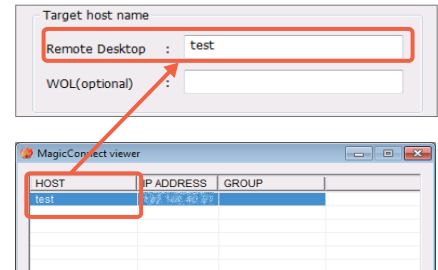 Target host name
Remote Desktop : test
WOL(optional) :
MagicConnect viewer
HOST IP ADDRESS GROUP
test